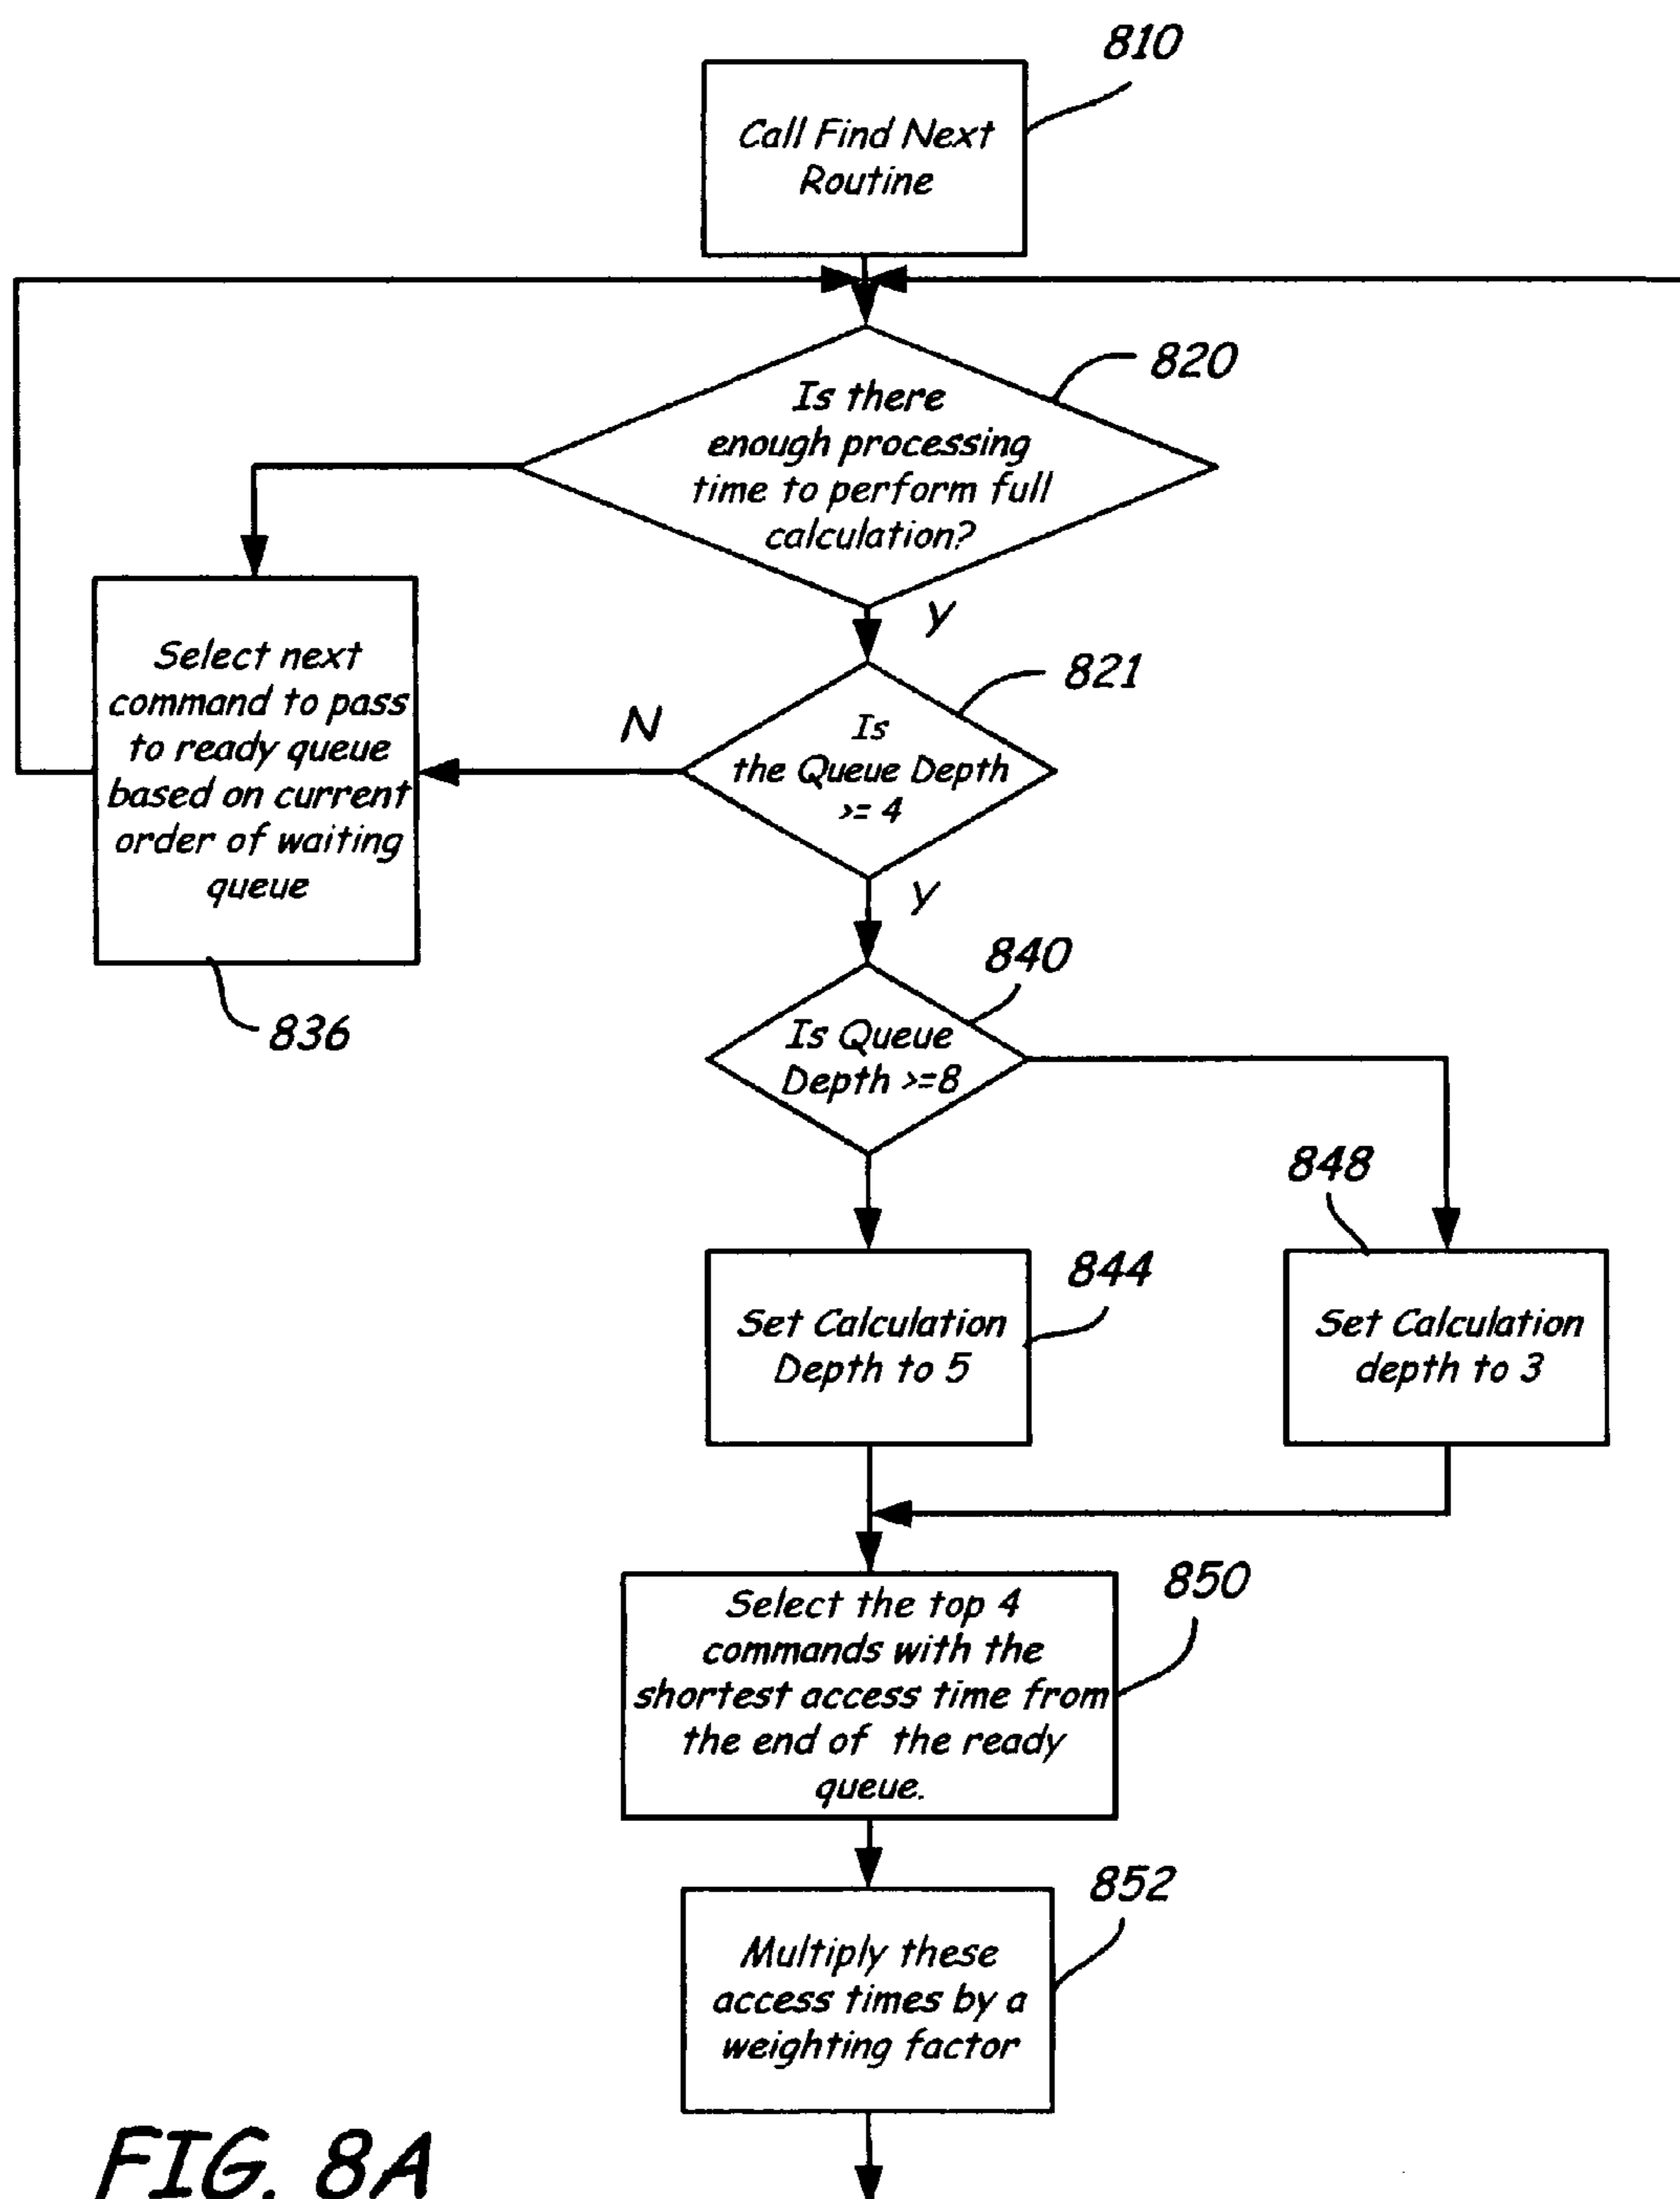 810
Call Find Next
Routine
820
Is there
enough processing
time to perform full
calculation?
Y
821
Is
the Queue Depth
>= 4
N
Select next
command to pass
to ready queue
based on current
order of waiting
queue
836
Y
840
Is Queue
Depth >=8
848
844
Set Calculation
Depth to 5
Set Calculation
depth to 3
850
Select the top 4
commands with the
shortest access time from
the end of the ready
queue.
852
Multiply these
access times by a
weighting factor
FIG. 8A